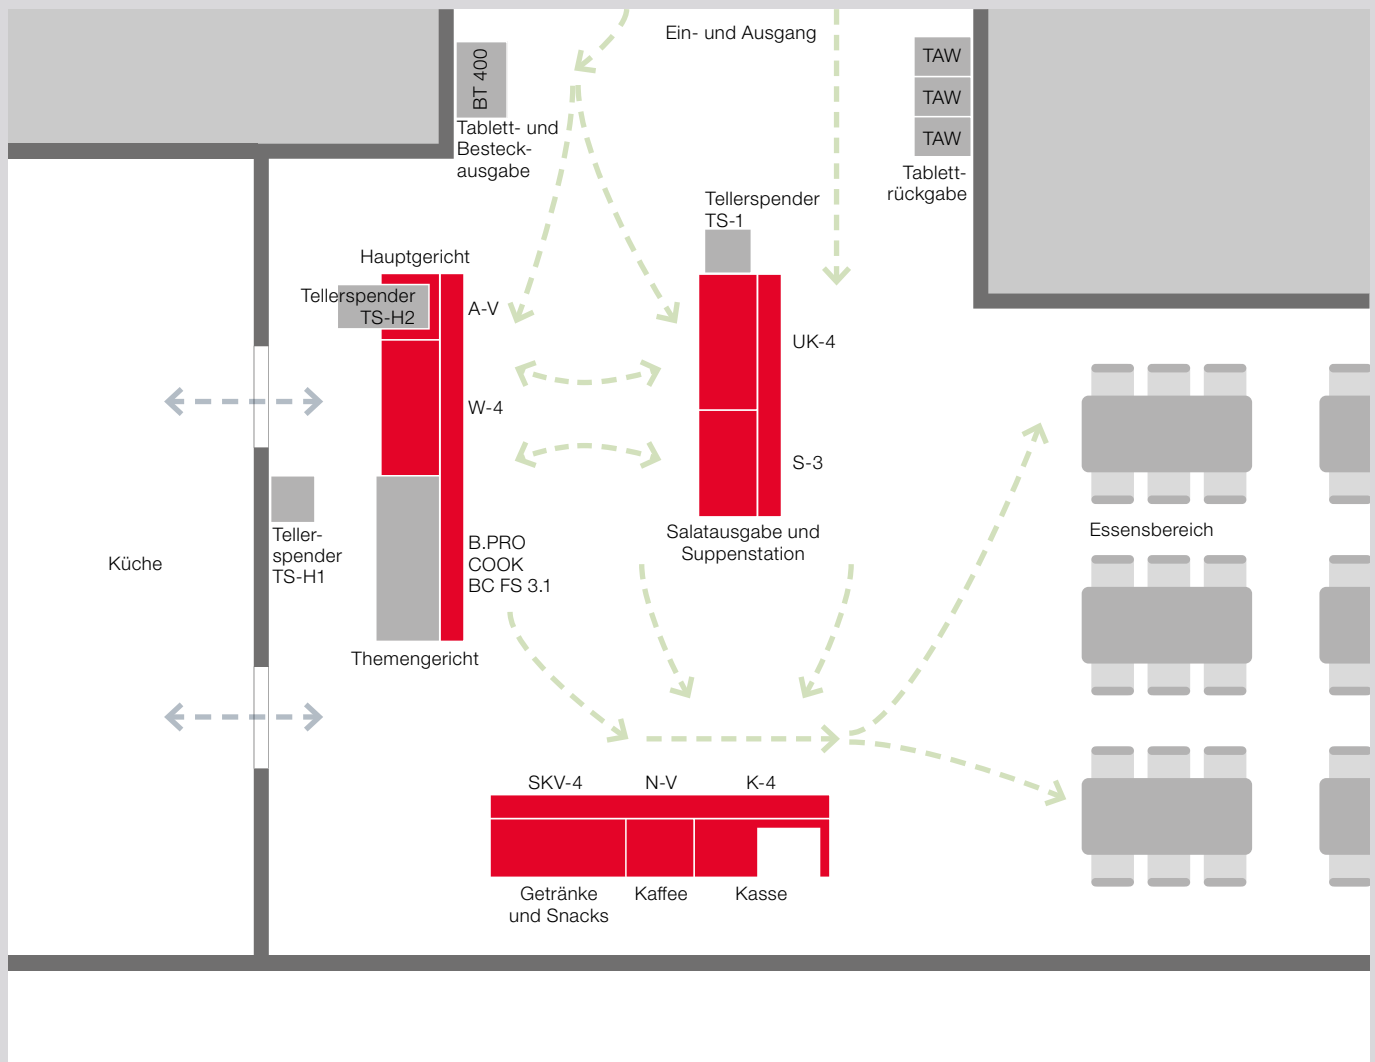 Ein- und Ausgang
BT 400
Tablett- und
Besteck-
ausgabe
TAW
TAW
TAW
Tablett-
rückgabe
Tellerspender
TS-1
Hauptgericht
Tellerspender
TS-H2
A-V
W-4
UK-4
S-3
Salatausgabe und
Suppenstation
Küche
Teller-
spender
TS-H1
B.PRO
COOK
BC FS 3.1
Themengericht
Essensbereich
SKV-4
N-V
K-4
Getränke
und Snacks
Kaffee
Kasse